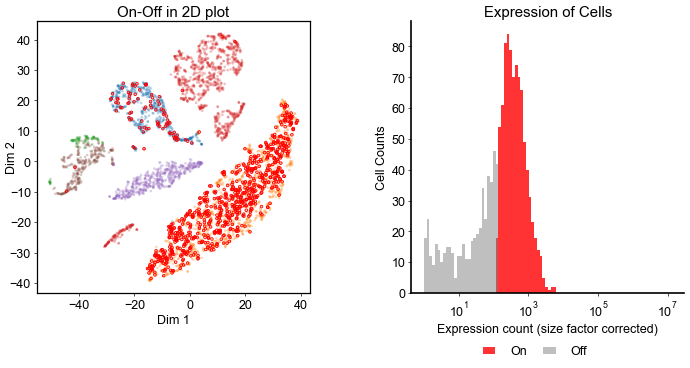 On-Off in 2D plot
Dim 2
40
30
20
10
0
−10
−20
−30
−40
−40 −20 0 20 40
Dim 1
Expression of Cells
Cell Counts
80
70
60
50
40
30
20
10
0
10^1 10^3 10^5 10^7
Expression count (size factor corrected)
On Off